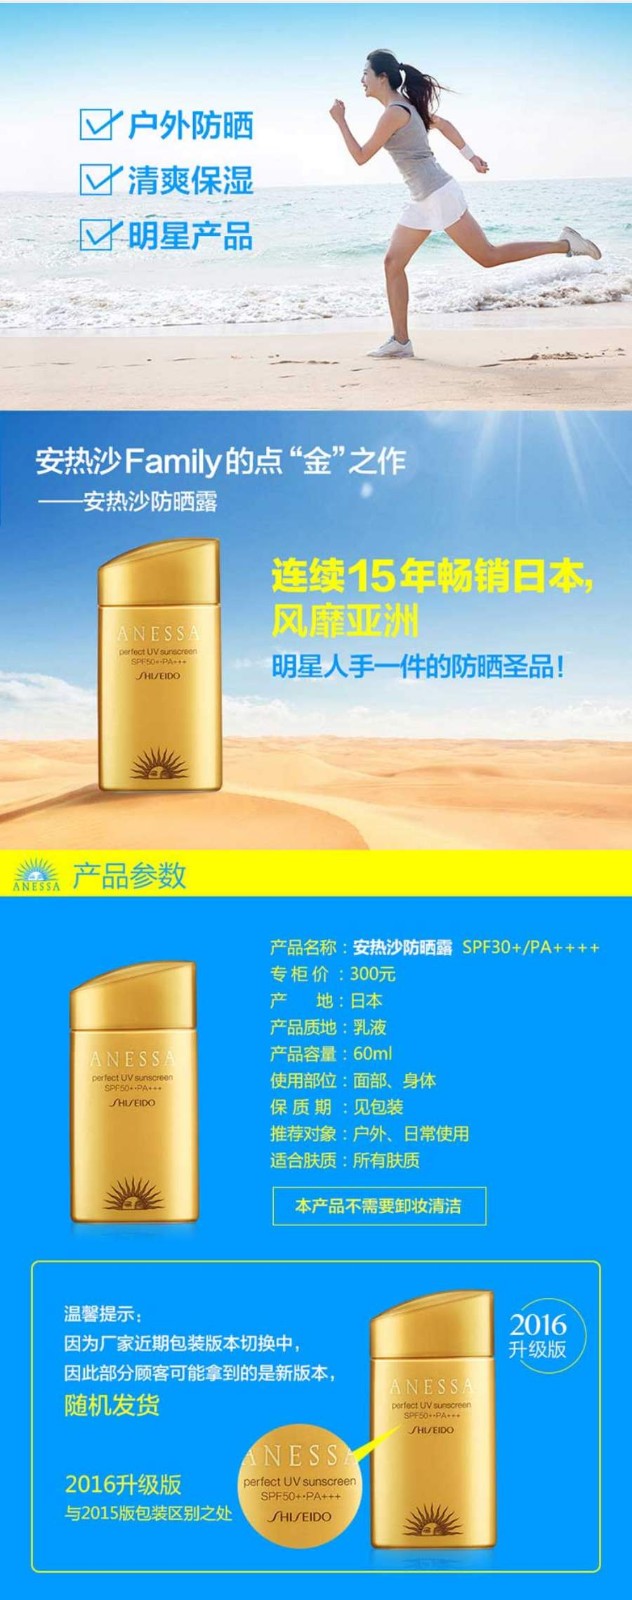 户外防晒
清爽保湿
明星产品
安热沙Family的点“金”之作
——安热沙防晒露
连续15年畅销日本，
风靡亚洲
明星人手一件的防晒圣品！
ANESSA
perfect UV sunscreen
SPF50+•PA+++
SHISEIDO
ANESSA
产品参数
产品名称：安热沙防晒露 SPF30+/PA++++
专柜价：300元
产 地：日本
产品质地：乳液
产品容量：60ml
使用部位：面部、身体
保质期：见包装
推荐对象：户外、日常使用
适合肤质：所有肤质
本产品不需要卸妆清洁
ANESSA
perfect UV sunscreen
SPF50+•PA+++
SHISEIDO
温馨提示：
因为厂家近期包装版本切换中，
因此部分顾客可能拿到的是新版本，
随机发货
2016
升级版
ANESSA
perfect UV sunscreen
SPF50+•PA+++
SHISEIDO
2016升级版
与2015版包装区别之处
ANESSA
perfect UV sunscreen
SPF50+•PA+++
SHISEIDO